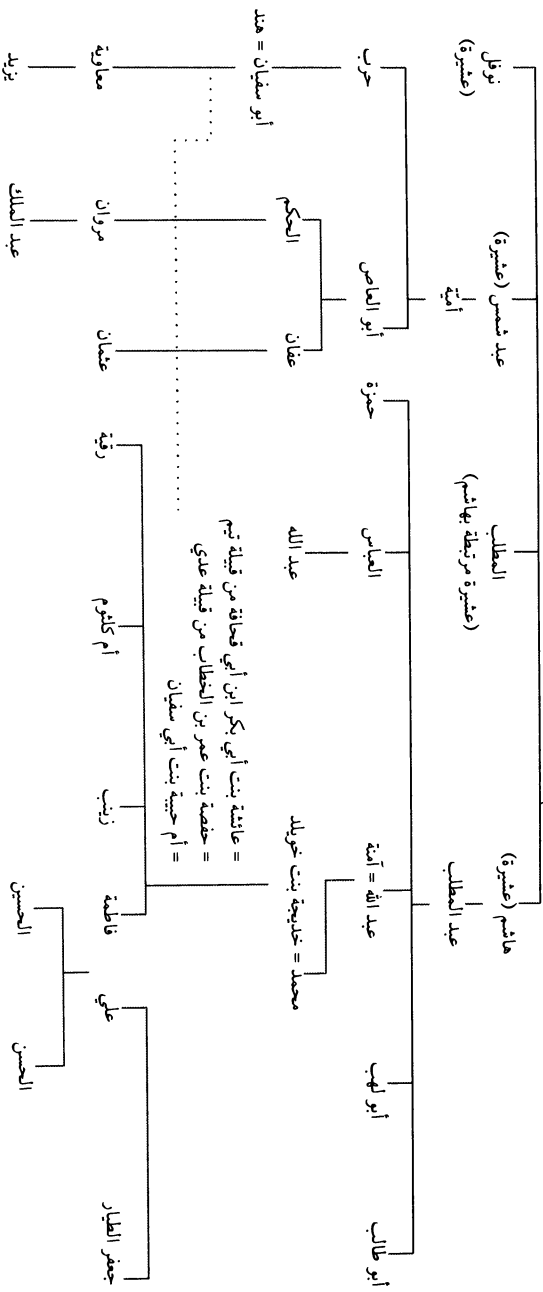 نوفل
(عشيرة)
عبد شمس (عشيرة)
المطلب
(عشيرة مرتبطة بهاشم)
هاشم (عشيرة)
أمية
عبد المطلب
حرب
أبو العاص
حمزة
العباس
عبد الله = آمنة
أبو لهب
أبو طالب
أبو سفيان = هند
الحكم
عفان
عبد الله
محمد = خديجة بنت خويلد
= عائشة بنت أبي بكر ابن أبي قحافة من قبيلة تيم
= حفصة بنت عمر بن الخطاب من قبيلة عدي
= أم حبيبة بنت أبي سفيان
معاوية
مروان
عثمان
رقية
أم كلثوم
زينب
فاطمة
علي
جعفر الطيار
يزيد
عبد الملك
الحسين
الحسن